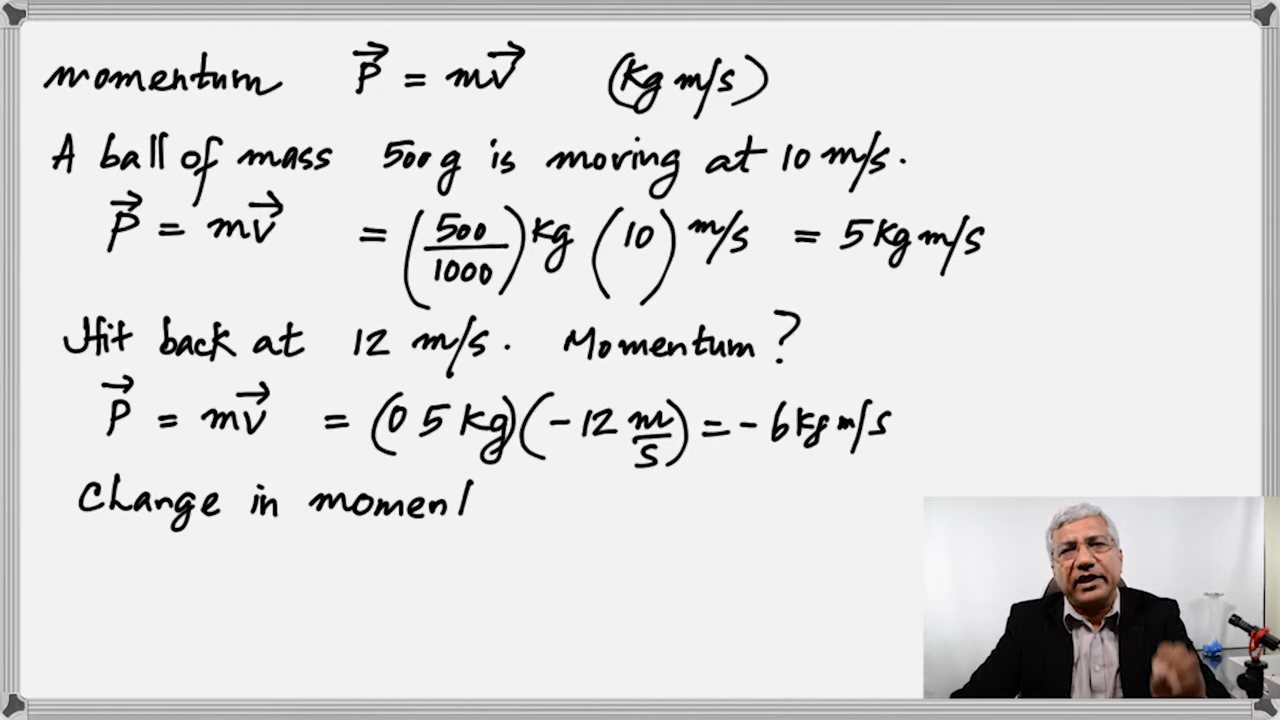 momentum P⃗ = mv⃗ (kg m/s)
A ball of mass 500 g is moving at 10 m/s.
P⃗ = mv⃗ = (500/1000) kg (10) m/s = 5 kg m/s
Hit back at 12 m/s. Momentum?
P⃗ = mv⃗ = (0 5 kg)(-12 m/s) = - 6 kg m/s
Change in momen